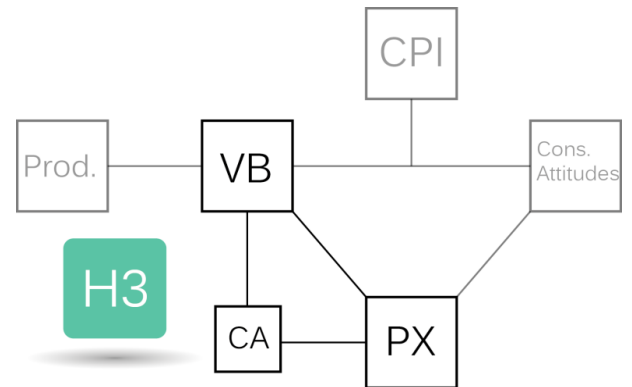 CPI
Prod.
VB
Cons.
Attitudes
H3
CA
PX